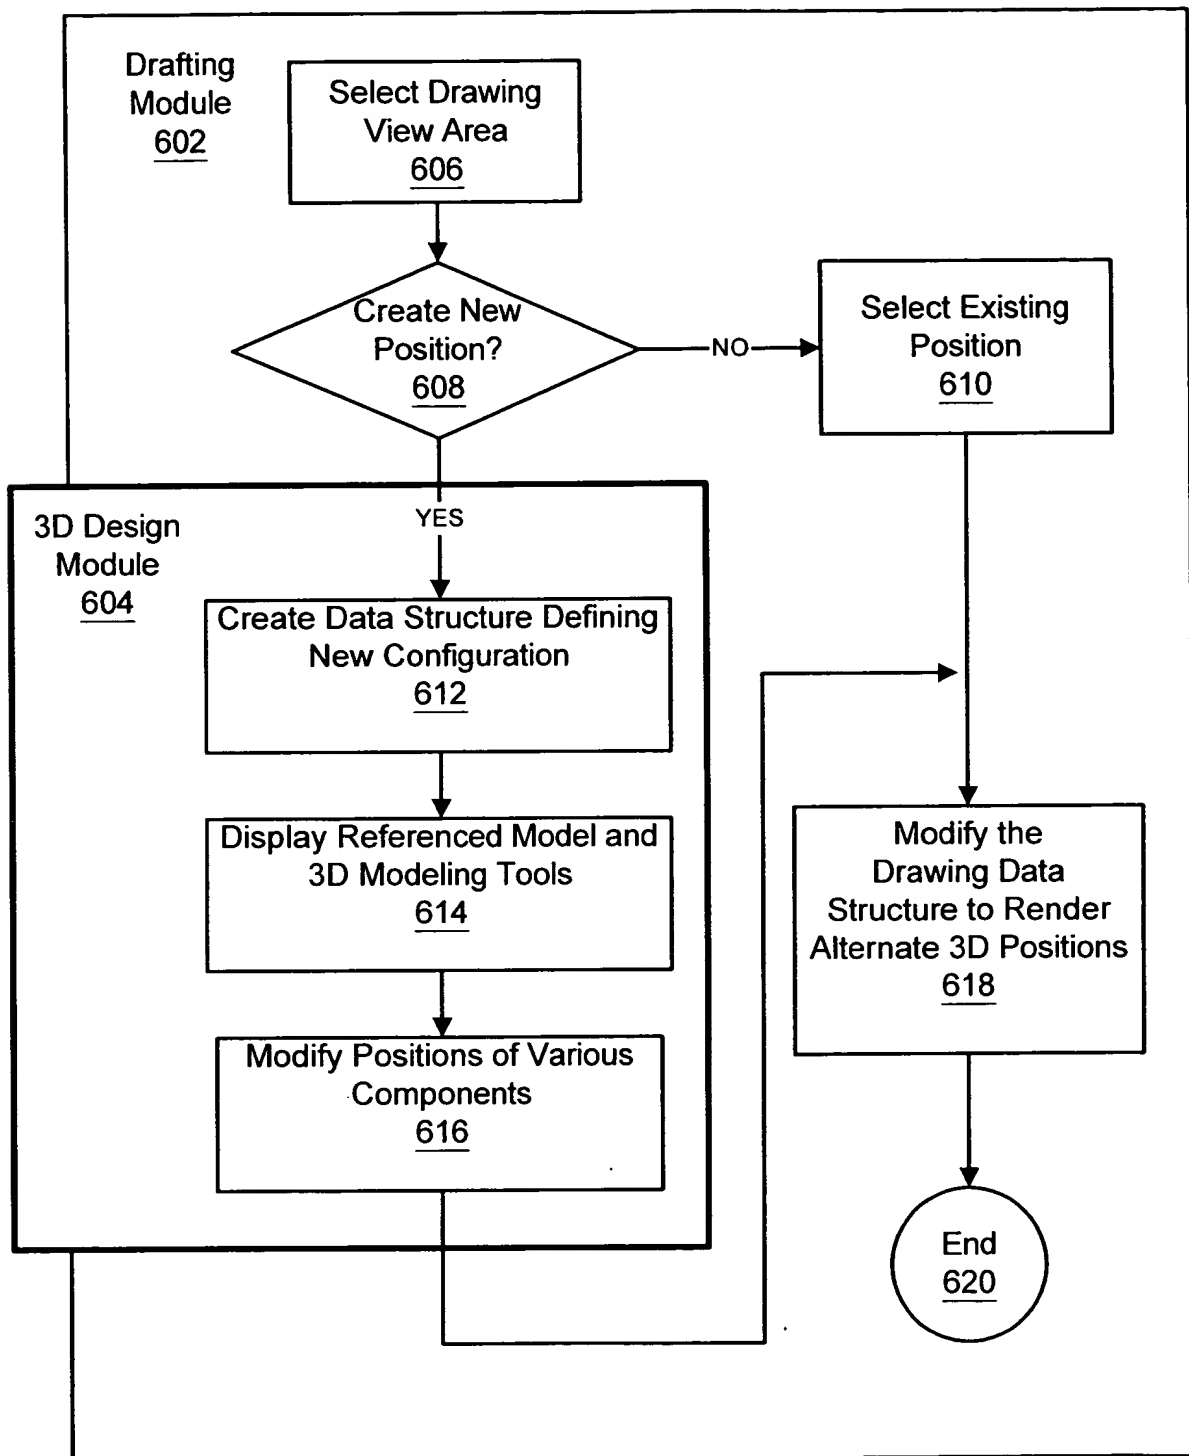 Drafting
Module
602
Select Drawing
View Area
606
Create New
Position?
608
NO
Select Existing
Position
610
YES
3D Design
Module
604
Create Data Structure Defining
New Configuration
612
Display Referenced Model and
3D Modeling Tools
614
Modify Positions of Various
Components
616
Modify the
Drawing Data
Structure to Render
Alternate 3D Positions
618
End
620